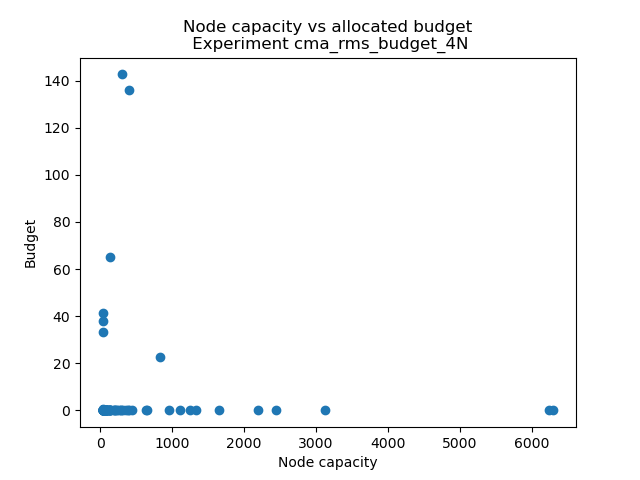 Node capacity vs allocated budget
Experiment cma_rms_budget_4N
140
120
100
80
60
40
20
0
Budget
0 1000 2000 3000 4000 5000 6000
Node capacity